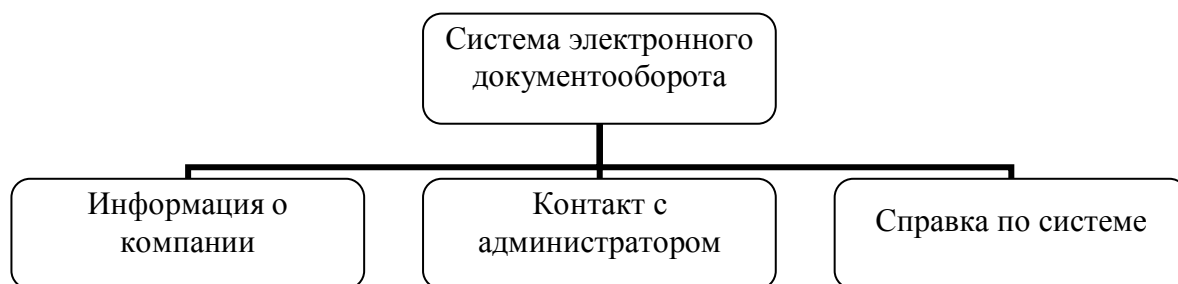 Система электронного
документооборота
Информация о
компании
Контакт с
администратором
Справка по системе